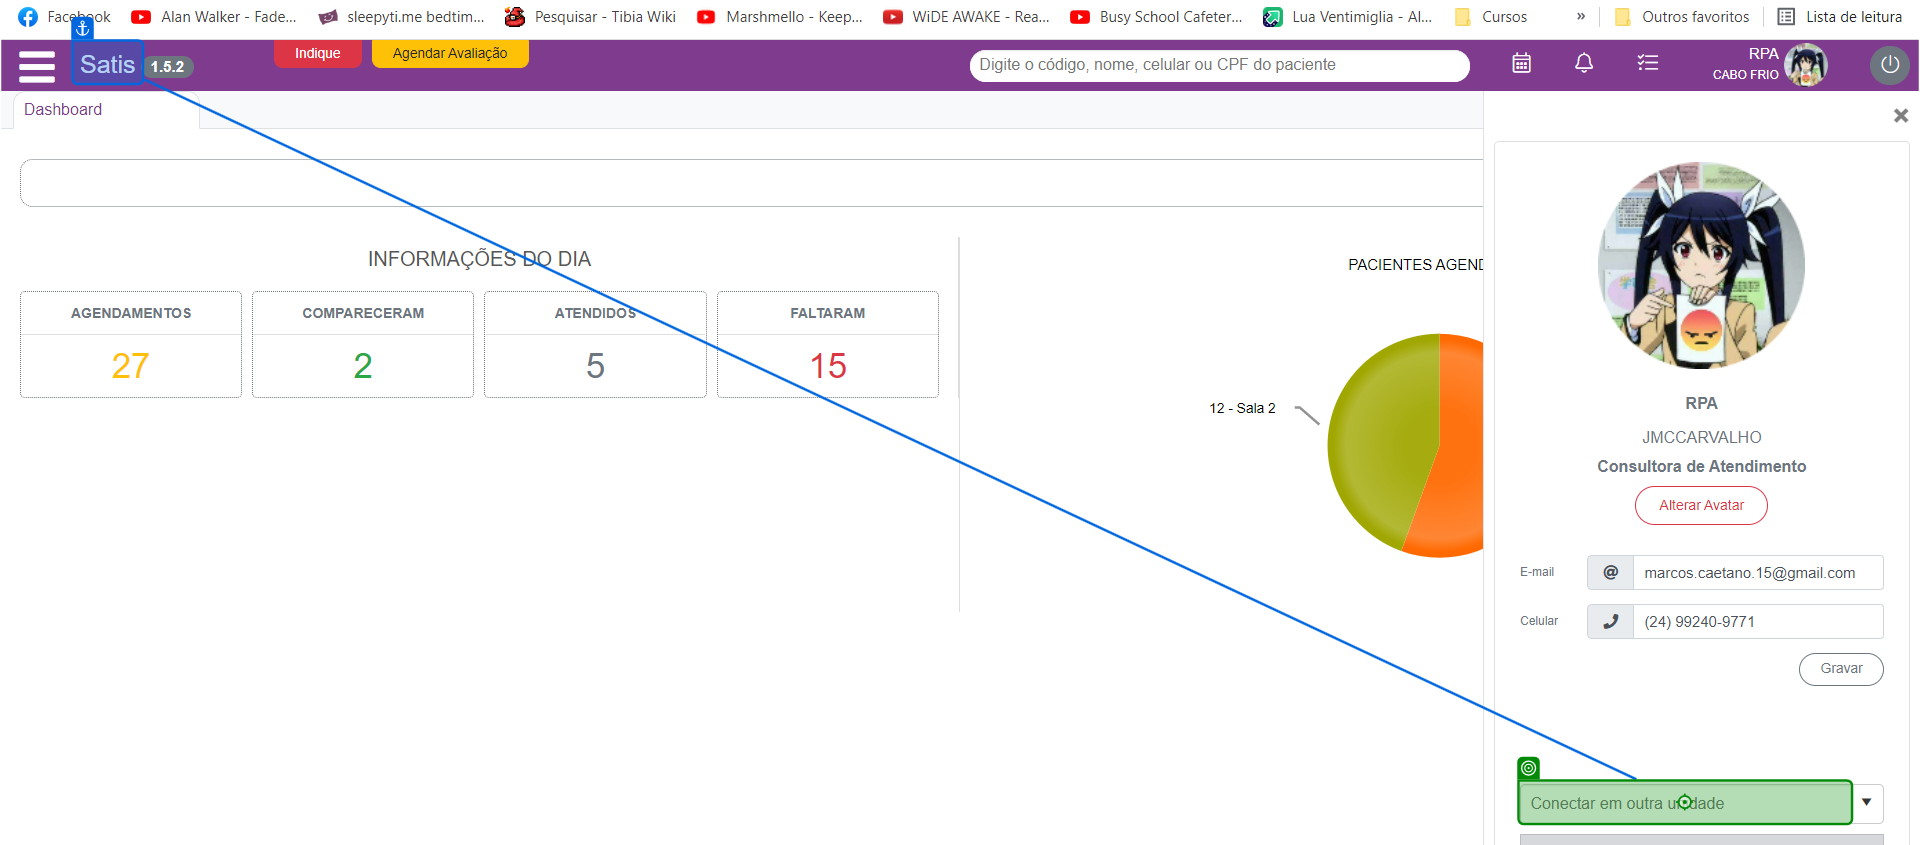 Facebook
Alan Walker - Fade...
sleepyti.me bedtim...
Pesquisar - Tibia Wiki
Marshmello - Keep...
WiDE AWAKE - Rea...
Busy School Cafeter...
Lua Ventimiglia - Al...
Cursos
»
Outros favoritos
Lista de leitura
Satis 1.5.2
Indique
Agendar Avaliação
Digite o código, nome, celular ou CPF do paciente
RPA
CABO FRIO
Dashboard
INFORMAÇÕES DO DIA
AGENDAMENTOS
27
COMPARECERAM
2
ATENDIDOS
5
FALTARAM
15
PACIENTES AGEND
12 - Sala 2
RPA
JMCCARVALHO
Consultora de Atendimento
Alterar Avatar
E-mail
@
marcos.caetano.15@gmail.com
Celular
(24) 99240-9771
Gravar
Conectar em outra unidade